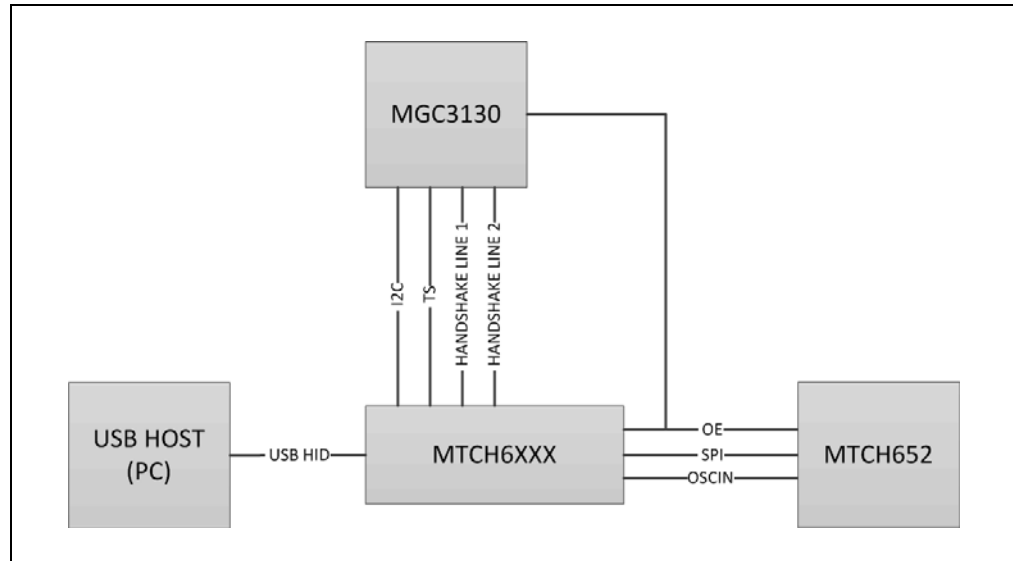 MGC3130
I2C
TS
HANDSHAKE LINE 1
HANDSHAKE LINE 2
USB HOST
(PC)
USB HID
MTCH6XXX
OE
SPI
OSCIN
MTCH652